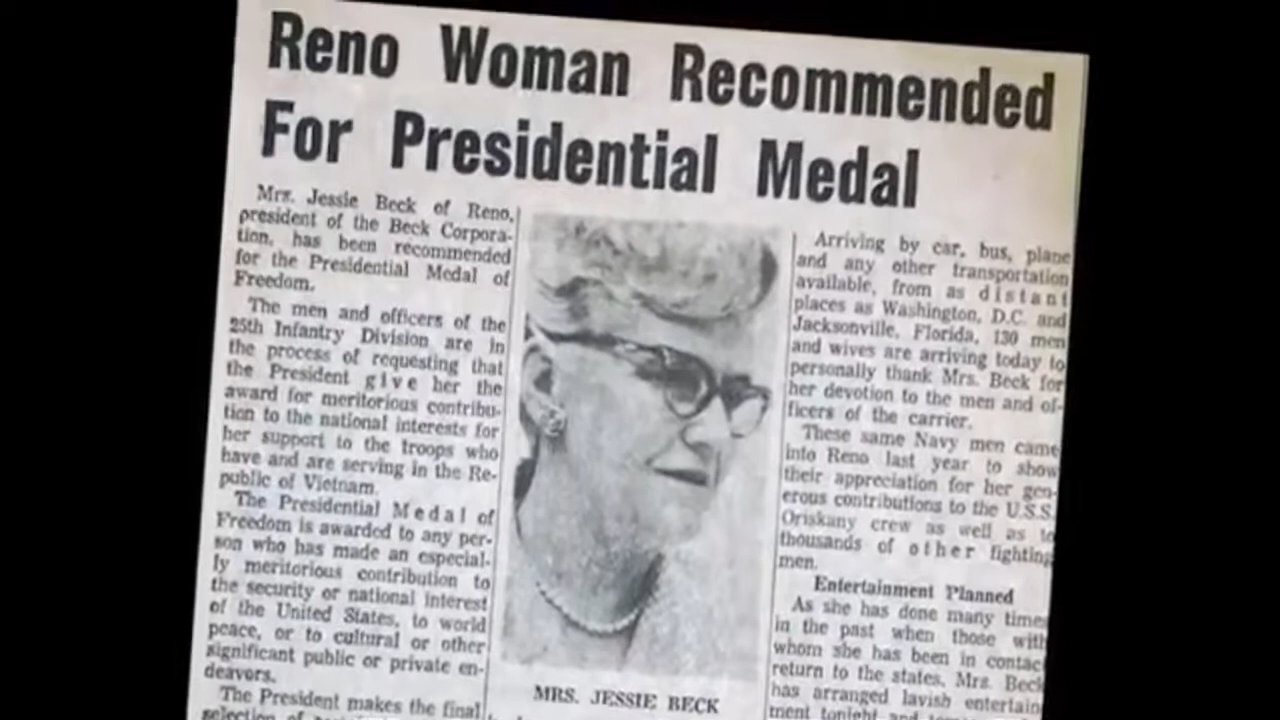 Reno Woman Recommended
For Presidential Medal
Mrs. Jessie Beck of Reno,
president of the Beck Corpora-
tion, has been recommended
for the Presidential Medal of
Freedom.
The men and officers of the
25th Infantry Division are in
the process of requesting that
the President give her the
award for meritorious contribu-
tion to the national interests for
her support to the troops who
have and are serving in the Re-
public of Vietnam.
The Presidential Medal of
Freedom is awarded to any per-
son who has made an especial-
ly meritorious contribution to
the security or national interest
of the United States, to world
peace, or to cultural or other
significant public or private en-
deavors.
The President makes the final
selection of
MRS. JESSIE BECK
Arriving by car, bus, plane
and any other transportation
available, from as distant
places as Washington, D.C. and
Jacksonville, Florida, 130 men
and wives are arriving today to
personally thank Mrs. Beck for
her devotion to the men and of-
ficers of the carrier.
These same Navy men came
into Reno last year to show
their appreciation for her gen-
erous contributions to the U.S.S.
Oriskany crew as well as to
thousands of other fighting
men.
Entertainment Planned
As she has done many times
in the past when those with
whom she has been in contac
return to the states, Mrs. Beck
has arranged lavish entertain
ment tonight and